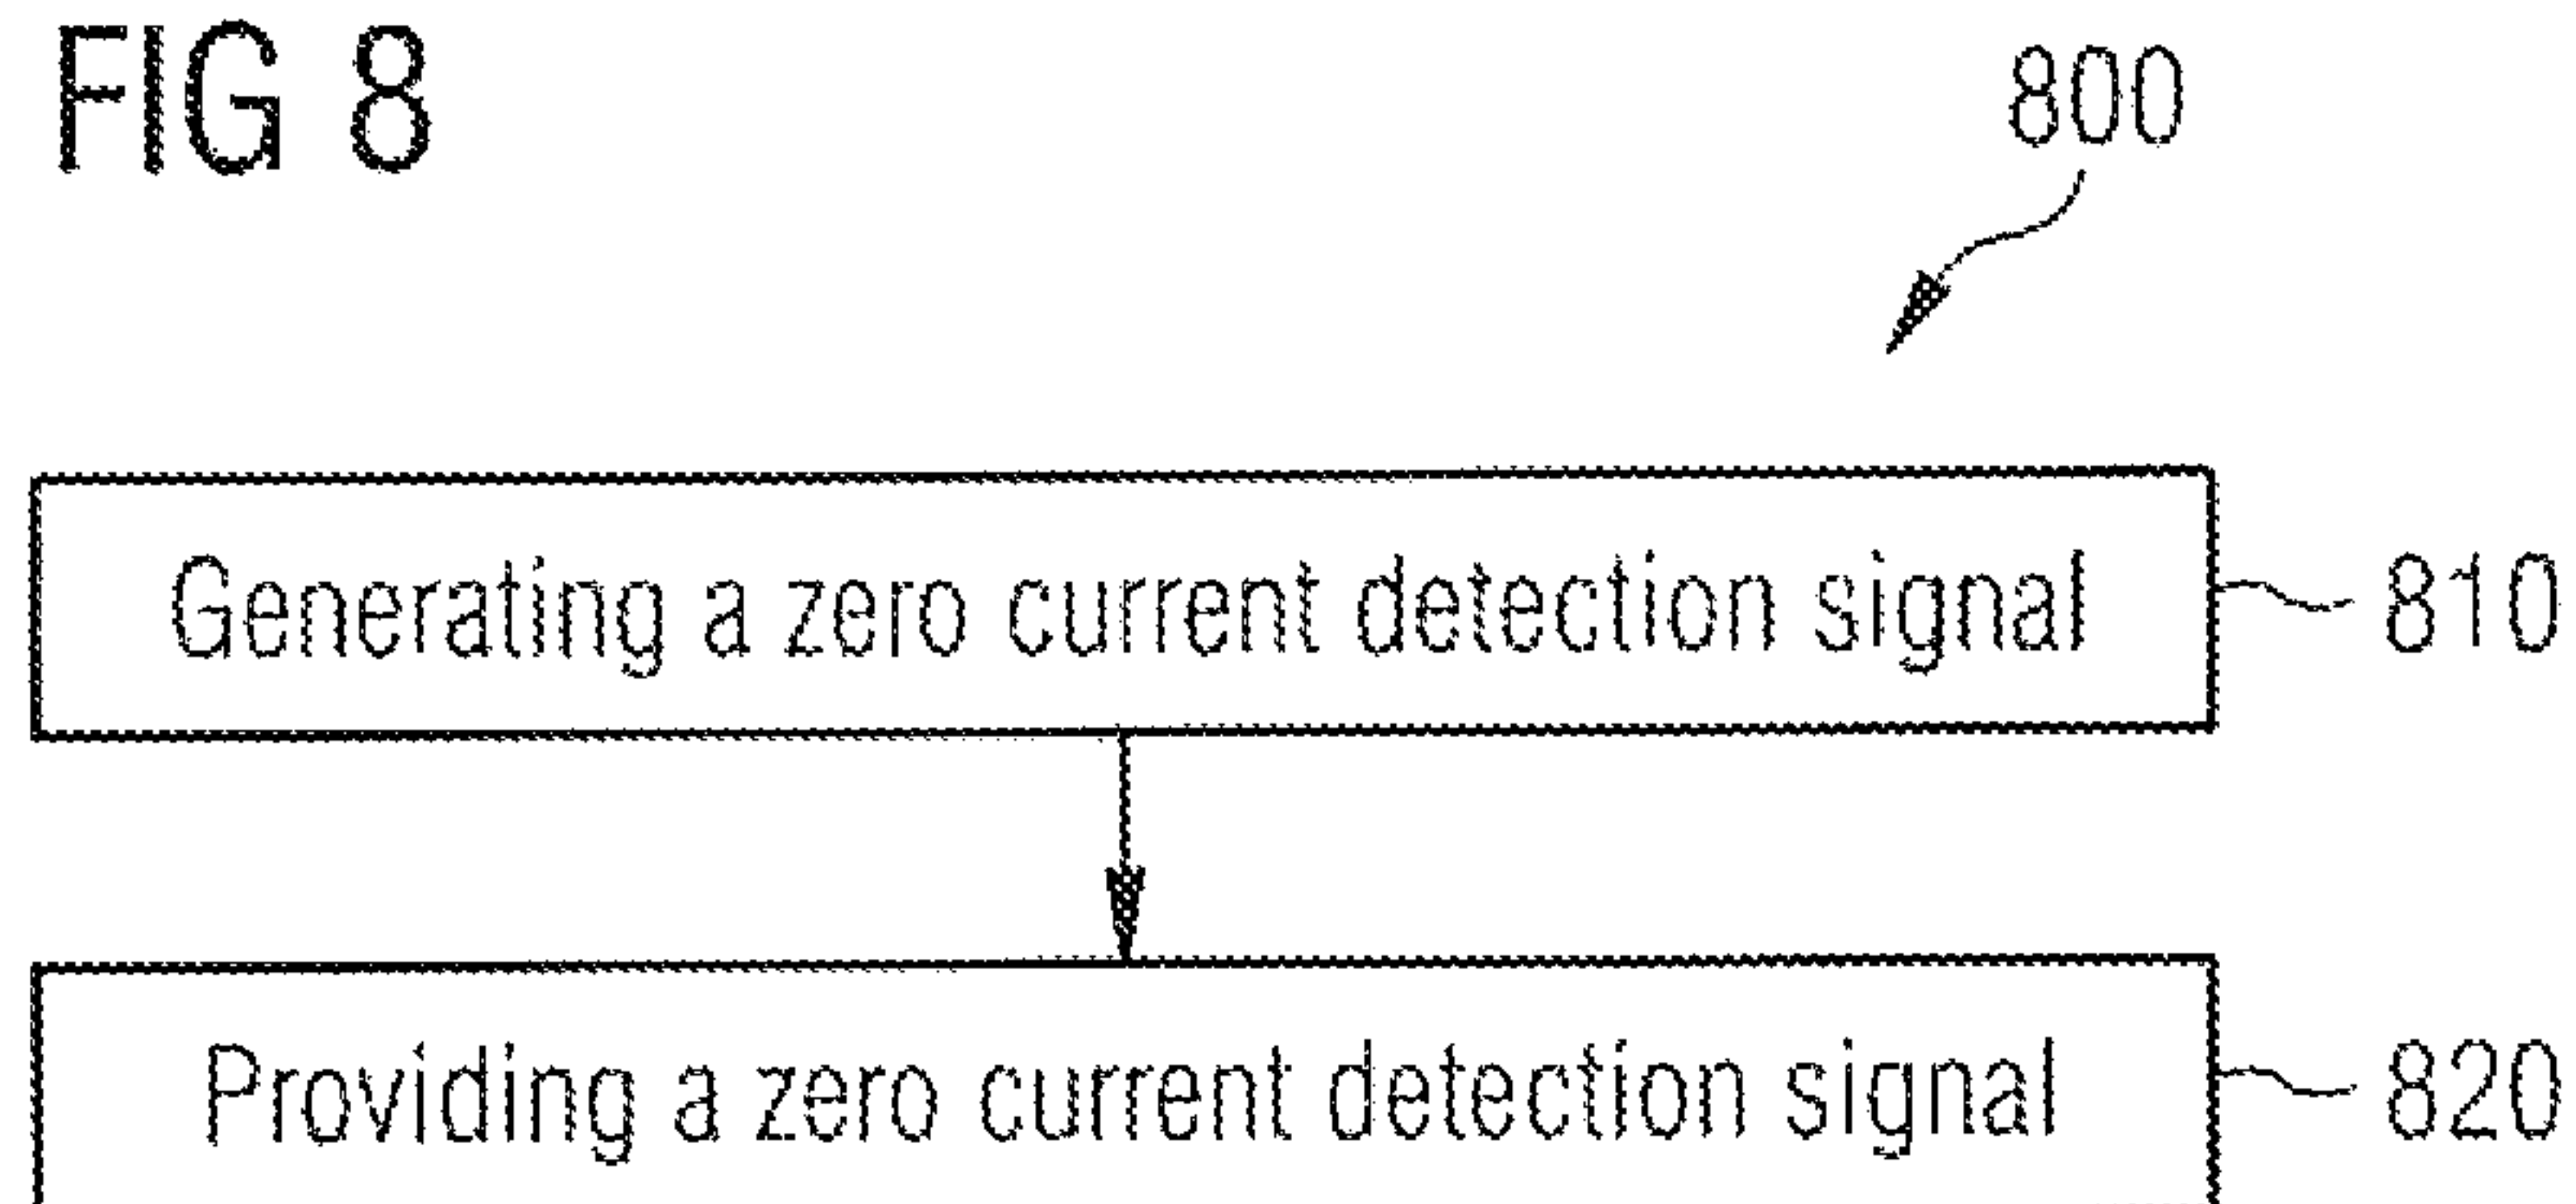 FIG 8
800
Generating a zero current detection signal
810
Providing a zero current detection signal
820